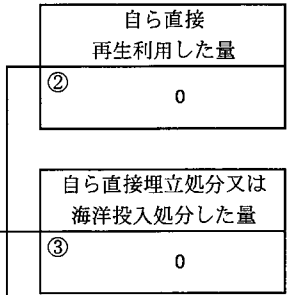 自ら直接
再生利用した量
② 0
自ら直接埋立処分又は
海洋投入処分した量
③ 0